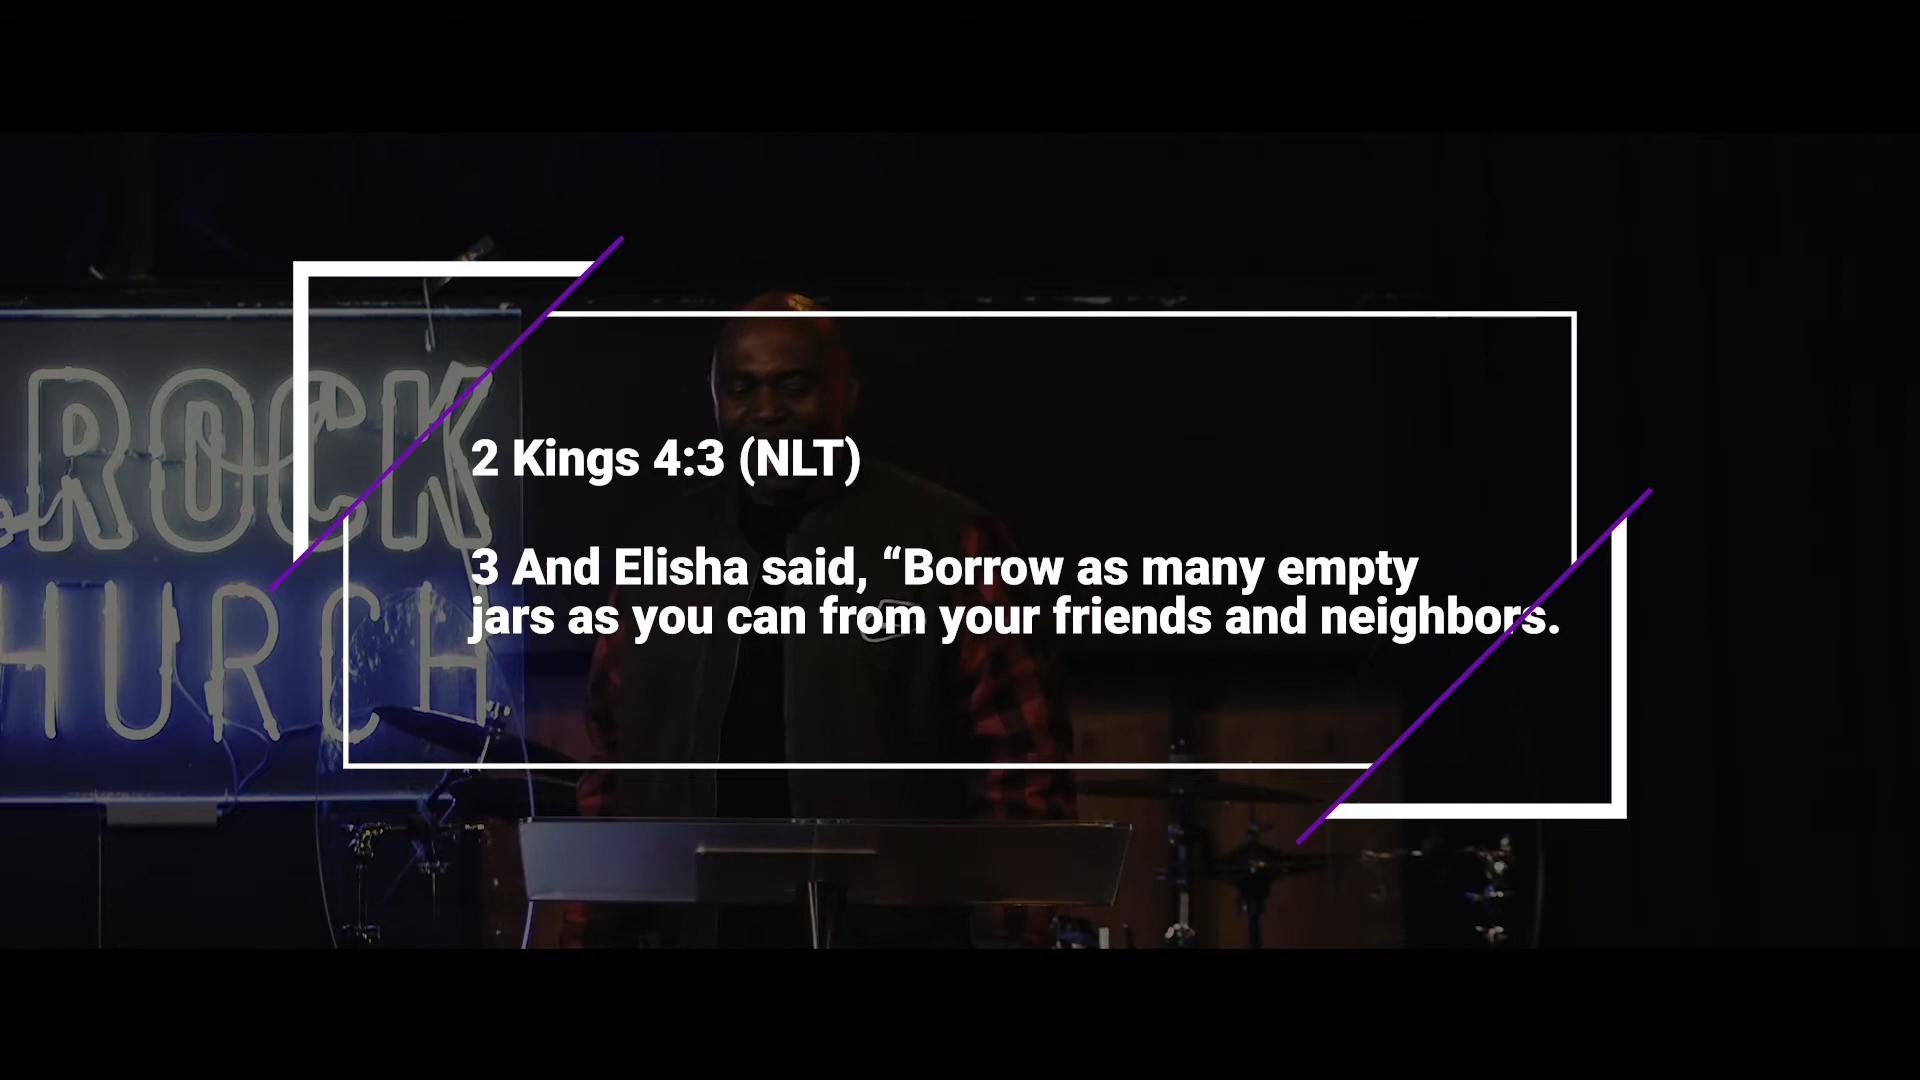 ROCK
HURCH
2 Kings 4:3 (NLT)
3 And Elisha said, “Borrow as many empty
jars as you can from your friends and neighbors.